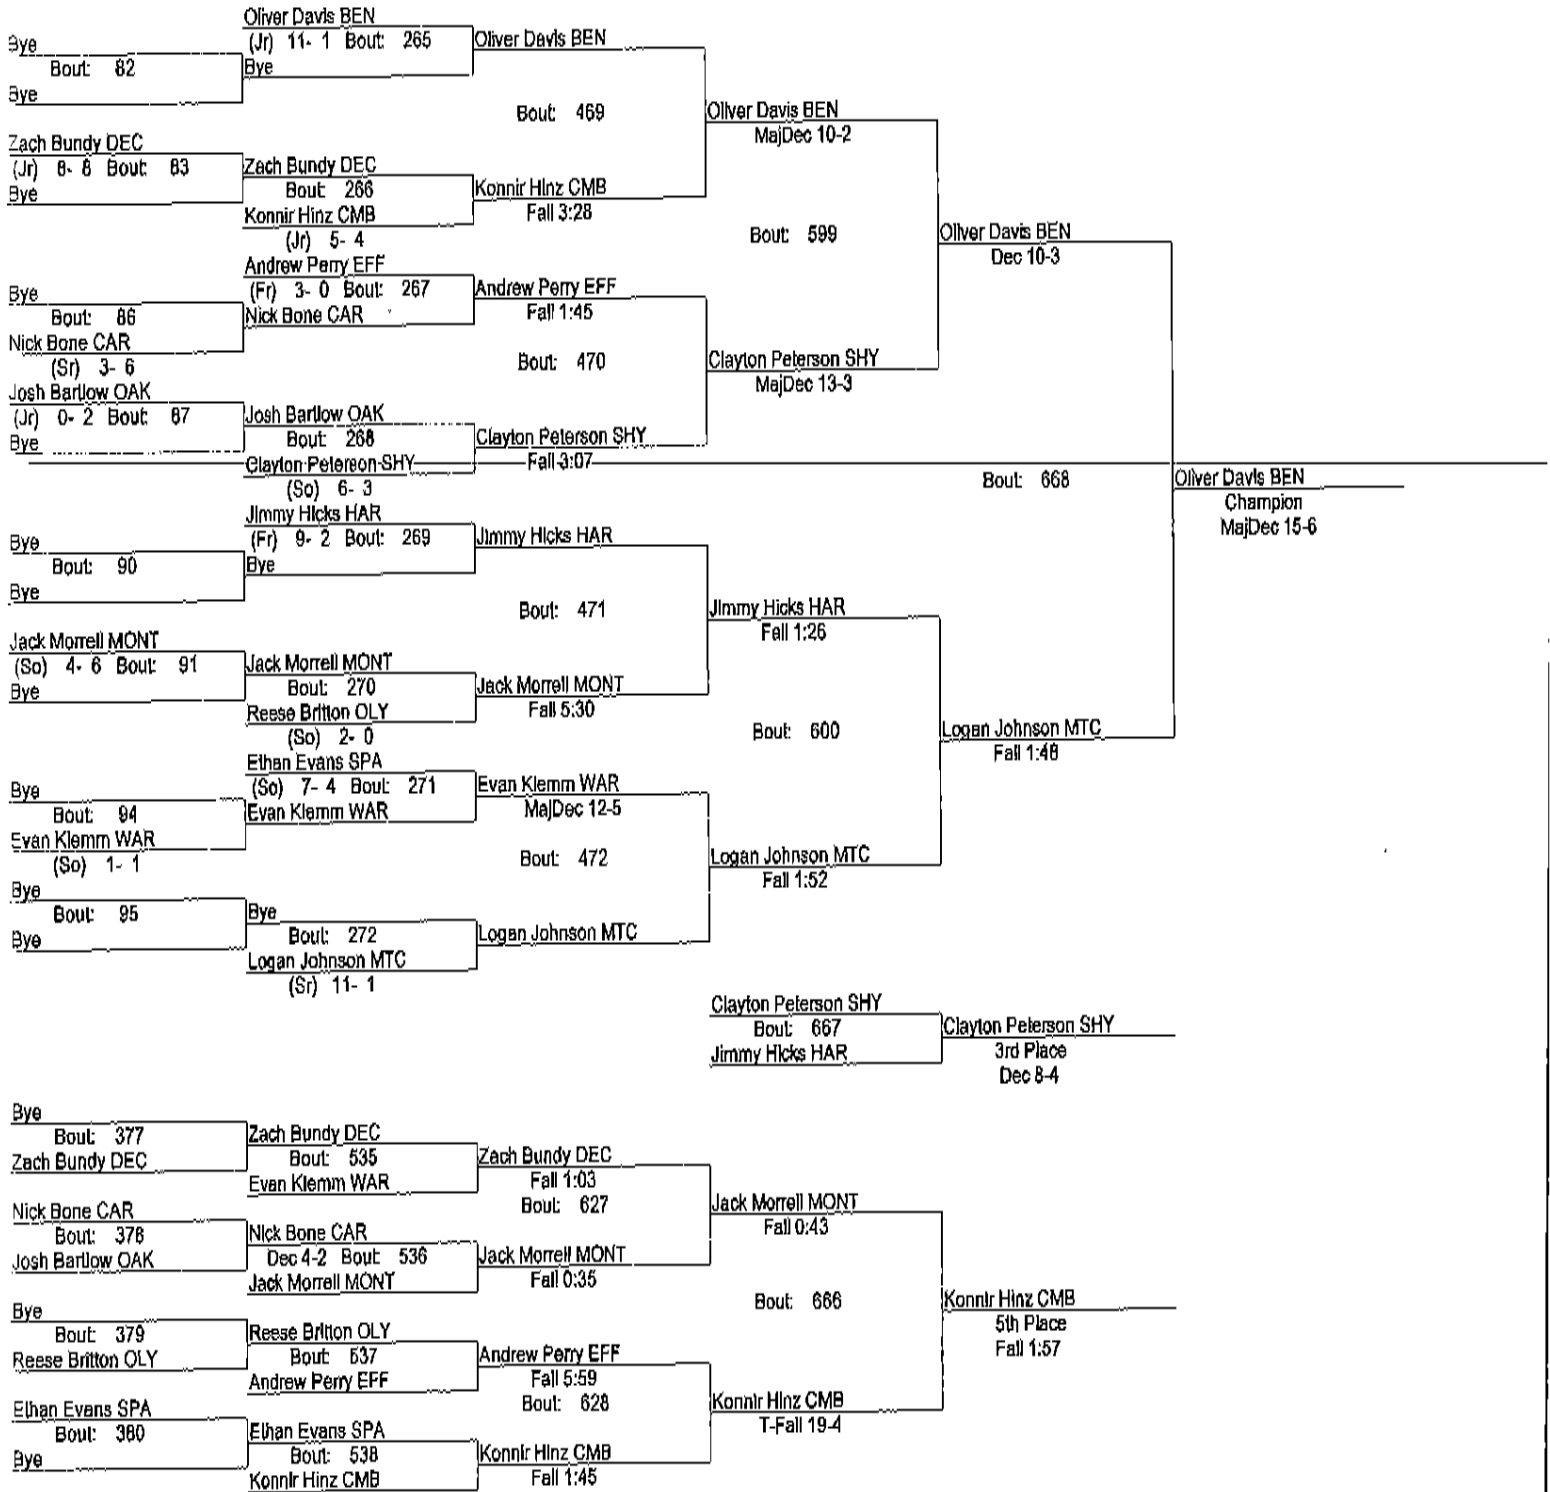 Oliver Davis BEN
(Jr) 11- 1 Bout: 265
Oliver Davis BEN
Bye
Bout: 82
Bye
Bye
Bout: 469
Oliver Davis BEN
MajDec 10-2
Zach Bundy DEC
(Jr) 8- 8 Bout: 83
Bye
Zach Bundy DEC
Bout: 266
Konnir Hinz CMB
(Jr) 5- 4
Konnir Hinz CMB
Fall 3:28
Bout: 599
Oliver Davis BEN
Dec 10-3
Andrew Perry EFF
(Fr) 3- 0 Bout: 267
Nick Bone CAR
Andrew Perry EFF
Fall 1:45
Bye
Bout: 86
Nick Bone CAR
(Sr) 3- 6
Bout: 470
Clayton Peterson SHY
MajDec 13-3
Josh Bartlow OAK
(Jr) 0- 2 Bout: 87
Bye
Josh Bartlow OAK
Bout: 268
Clayton Peterson SHY
(So) 6- 3
Clayton Peterson SHY
Fall 3:07
Bout: 668
Oliver Davis BEN
Champion
MajDec 15-6
Jimmy Hicks HAR
(Fr) 9- 2 Bout: 269
Bye
Jimmy Hicks HAR
Bye
Bout: 90
Bye
Bout: 471
Jimmy Hicks HAR
Fall 1:26
Jack Morrell MONT
(So) 4- 6 Bout: 91
Bye
Jack Morrell MONT
Bout: 270
Reese Britton OLY
(So) 2- 0
Jack Morrell MONT
Fall 5:30
Bout: 600
Logan Johnson MTC
Fall 1:48
Ethan Evans SPA
(So) 7- 4 Bout: 271
Evan Klemm WAR
Evan Klemm WAR
MajDec 12-5
Bye
Bout: 94
Evan Klemm WAR
(So) 1- 1
Bout: 472
Logan Johnson MTC
Fall 1:52
Bye
Bout: 95
Bye
Bye
Bout: 272
Logan Johnson MTC
(Sr) 11- 1
Logan Johnson MTC
Clayton Peterson SHY
Bout: 667
Jimmy Hicks HAR
Clayton Peterson SHY
3rd Place
Dec 8-4
Bye
Bout: 377
Zach Bundy DEC
Zach Bundy DEC
Bout: 535
Evan Klemm WAR
Zach Bundy DEC
Fall 1:03
Bout: 627
Jack Morrell MONT
Fall 0:43
Nick Bone CAR
Bout: 378
Josh Bartlow OAK
Nick Bone CAR
Dec 4-2 Bout: 536
Jack Morrell MONT
Jack Morrell MONT
Fall 0:35
Bout: 666
Konnir Hinz CMB
5th Place
Fall 1:57
Bye
Bout: 379
Reese Britton OLY
Reese Britton OLY
Bout: 537
Andrew Perry EFF
Andrew Perry EFF
Fall 5:59
Bout: 628
Konnir Hinz CMB
T-Fall 19-4
Ethan Evans SPA
Bout: 380
Bye
Ethan Evans SPA
Bout: 538
Konnir Hinz CMB
Konnir Hinz CMB
Fall 1:45